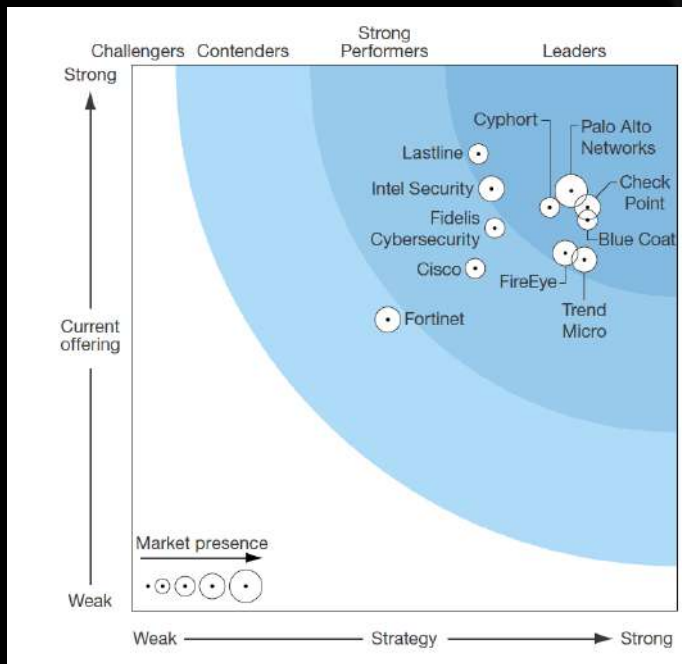 Challengers Contenders Strong Performers Leaders
Strong
Cyphort
Palo Alto
Networks
Lastline
Intel Security
Check
Point
Fidelis
Cybersecurity
Blue Coat
Cisco
FireEye
Trend
Micro
Fortinet
Current
offering
Market presence
Weak
Weak Strategy Strong